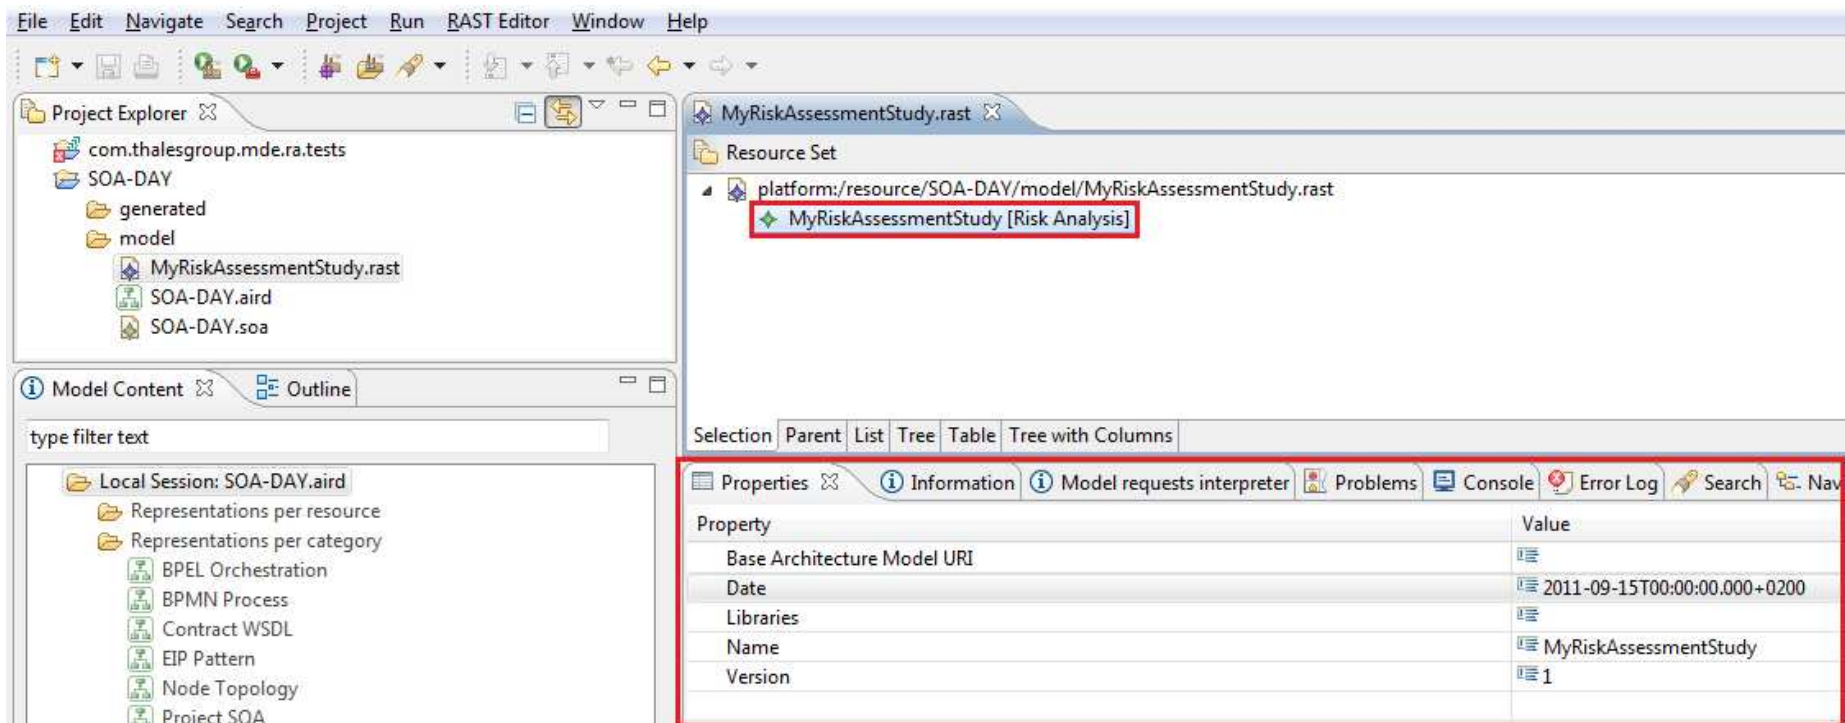 File Edit Navigate Search Project Run RAST Editor Window Help
Project Explorer
com.thalesgroup.mde.ra.tests
SOA-DAY
generated
model
MyRiskAssessmentStudy.rast
SOA-DAY.aird
SOA-DAY.soa
MyRiskAssessmentStudy.rast
Resource Set
platform:/resource/SOA-DAY/model/MyRiskAssessmentStudy.rast
MyRiskAssessmentStudy [Risk Analysis]
Selection Parent List Tree Table Tree with Columns
Model Content Outline
type filter text
Local Session: SOA-DAY.aird
Representations per resource
Representations per category
BPEL Orchestration
BPMN Process
Contract WSDL
EIP Pattern
Node Topology
Project SOA
Properties Information Model requests interpreter Problems Console Error Log Search Nav
Property Value
Base Architecture Model URI
Date 2011-09-15T00:00:00.000+0200
Libraries
Name MyRiskAssessmentStudy
Version 1